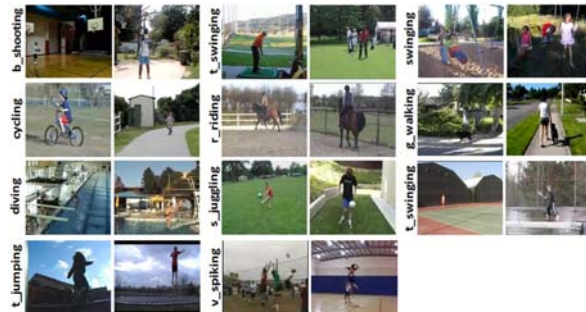 b_shooting
t_swinging
swinging
cycling
r_riding
g_walking
diving
s_juggling
t_swinging
t_jumping
v_spiking